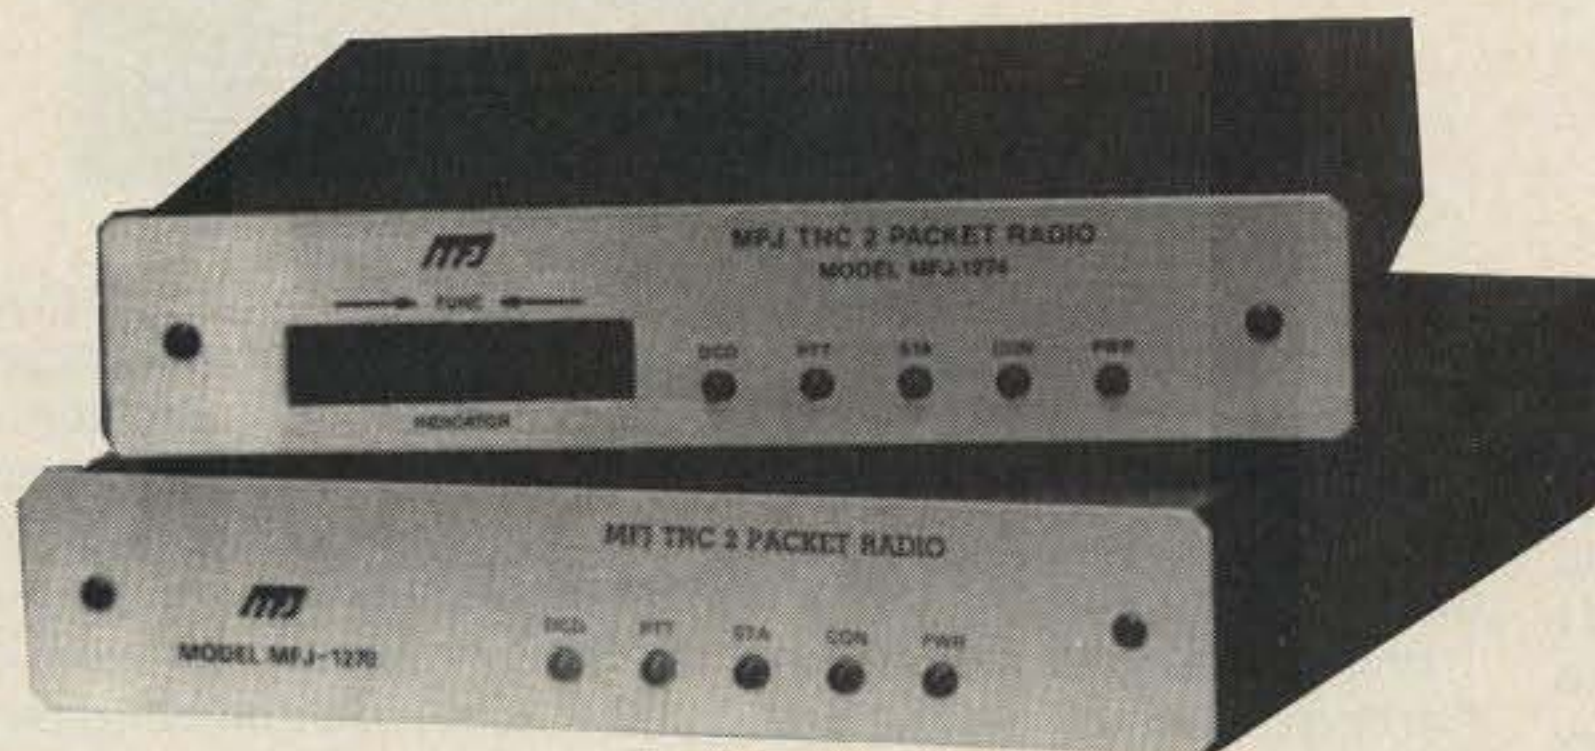 MFJ
MFJ TNC 2 PACKET RADIO
MODEL MFJ-1274
FUNC
DCD PTT STA CON PWR
INDICATOR
MFJ TNC 2 PACKET RADIO
MFJ
MODEL MFJ-1270
DCD PTT STA CON PWR